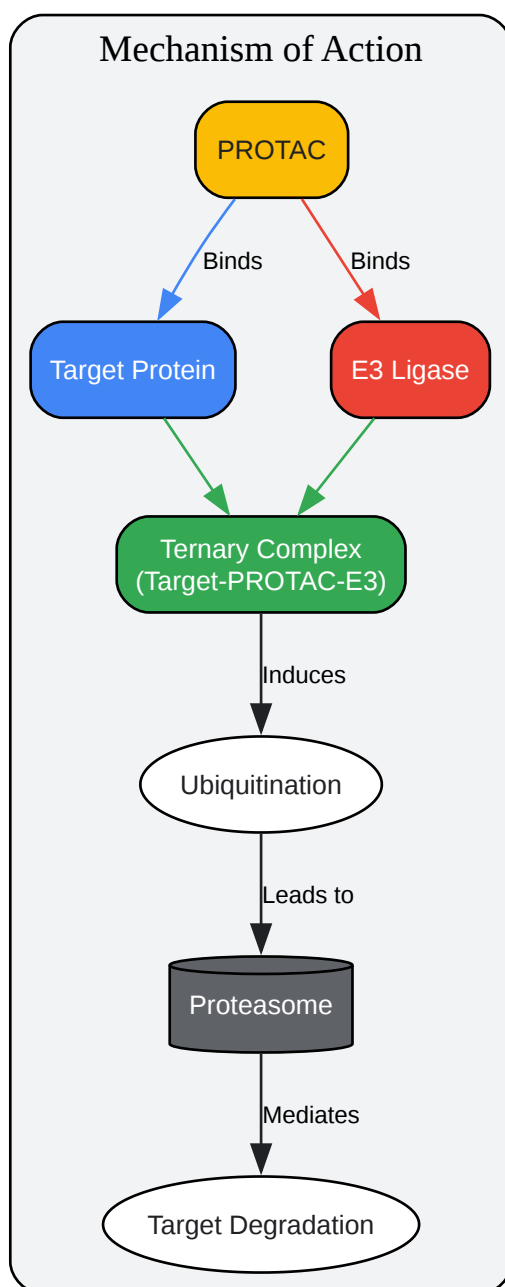 Mechanism of Action
PROTAC
Binds
Binds
Target Protein
E3 Ligase
Ternary Complex
(Target-PROTAC-E3)
Induces
Ubiquitination
Leads to
Proteasome
Mediates
Target Degradation